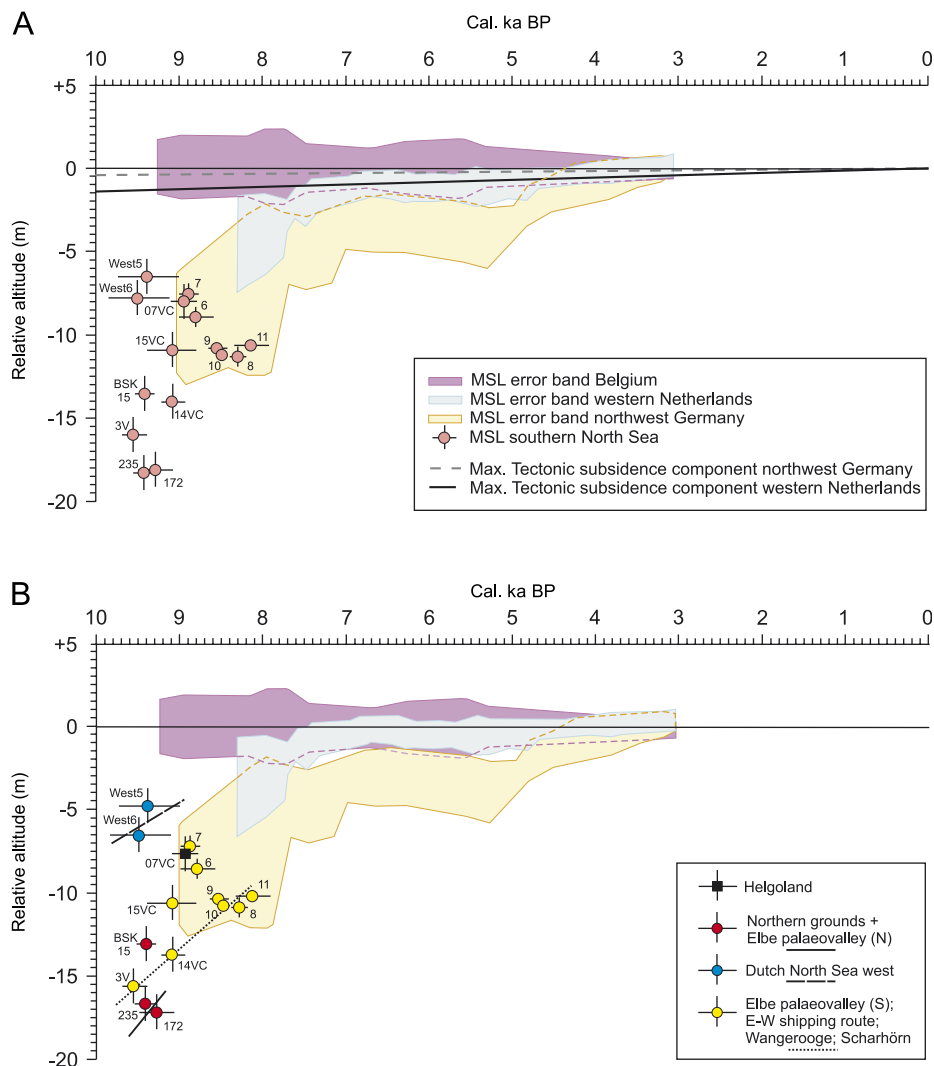 A
Cal. ka BP
10 9 8 7 6 5 4 3 2 1 0
+5
0
-5
-10
-15
-20
Relative altitude (m)
West5
West6
7
07VC
6
15VC
9
11
10
8
BSK
15
14VC
3V
235
172
MSL error band Belgium
MSL error band western Netherlands
MSL error band northwest Germany
MSL southern North Sea
Max. Tectonic subsidence component northwest Germany
Max. Tectonic subsidence component western Netherlands
B
Cal. ka BP
10 9 8 7 6 5 4 3 2 1 0
+5
0
-5
-10
-15
-20
Relative altitude (m)
West5
West6
7
07VC
6
15VC
9
11
10
8
BSK
15
14VC
3V
235
172
Helgoland
Northern grounds +
Elbe palaeovalley (N)
Dutch North Sea west
Elbe palaeovalley (S);
E-W shipping route;
Wangerooge; Scharhörn